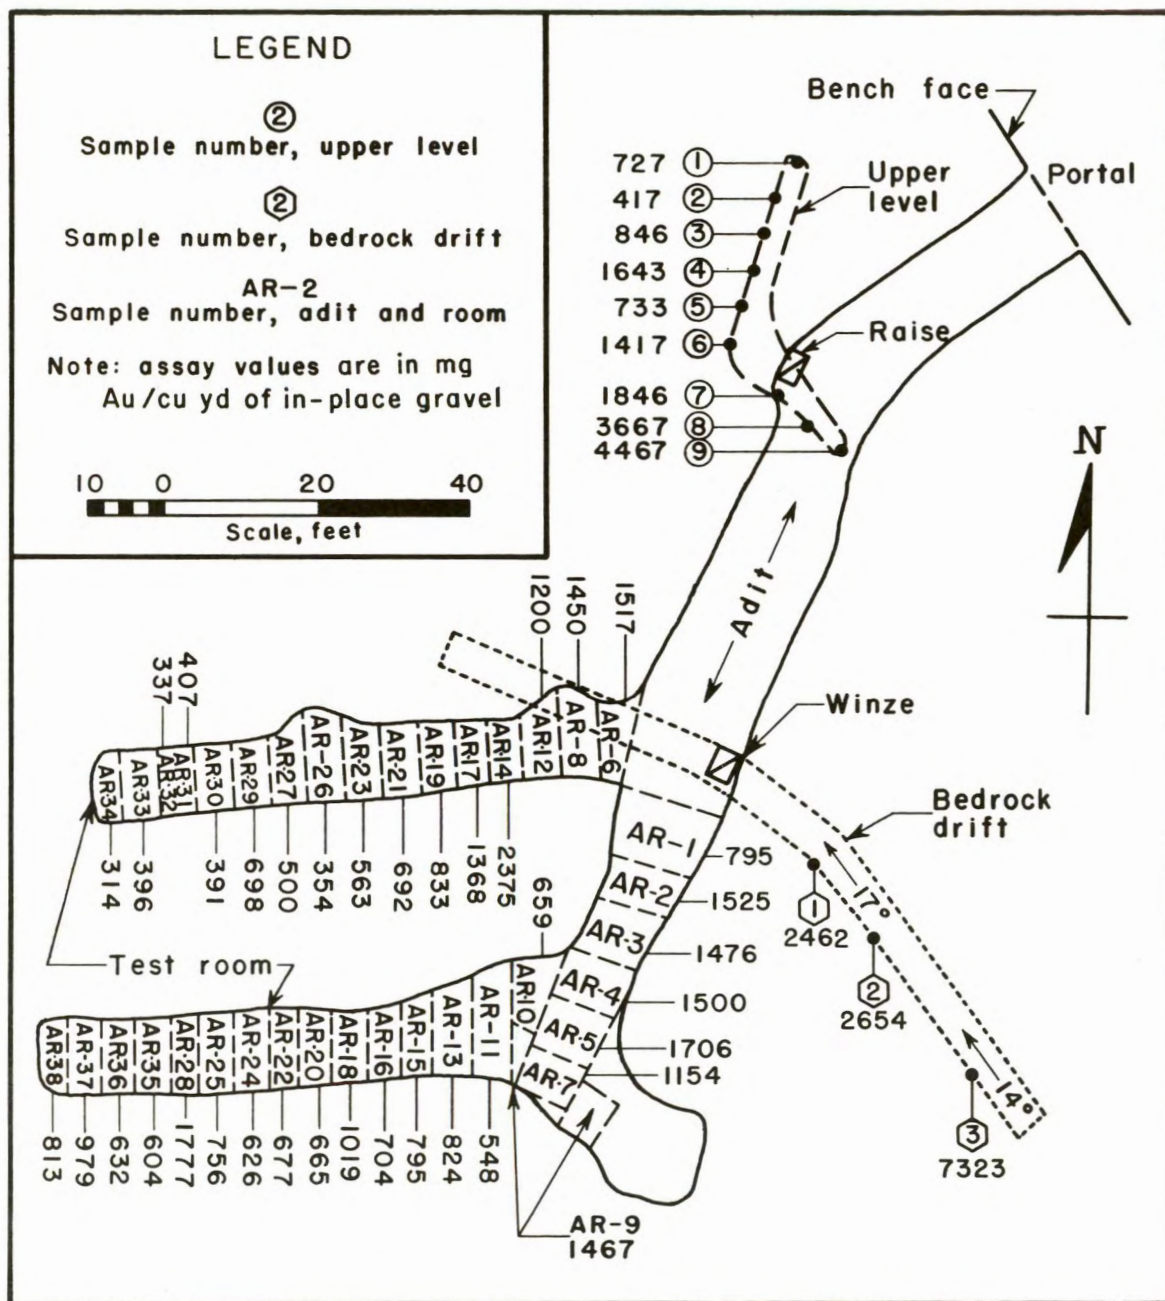 LEGEND
2
Sample number, upper level
2
Sample number, bedrock drift
AR-2
Sample number, adit and room
Note: assay values are in mg
Au/cu yd of in-place gravel
10 0 20 40
Scale, feet
Bench face
Portal
Upper
level
727 1
417 2
846 3
1643 4
733 5
1417 6
1846 7
3667 8
4467 9
Raise
N
Adit
Winze
Bedrock
drift
17°
14°
1
2462
2
2654
3
7323
337 407 1200 1450 1517
AR-34 AR-33 AR-32 AR-31 AR-30 AR-29 AR-27 AR-26 AR-23 AR-21 AR-19 AR-17 AR-14 AR-12 AR-8 AR-6
314 396 391 698 500 354 563 692 833 1368 2375
AR-1 795
AR-2 1525
AR-3 1476
AR-4 1500
AR-5 1706
AR-7 1154
Test room
659
AR-38 AR-37 AR-36 AR-35 AR-28 AR-25 AR-24 AR-22 AR-20 AR-18 AR-16 AR-15 AR-13 AR-11 AR-10
813 979 632 604 1777 756 626 677 665 1019 704 795 824 548
AR-9
1467